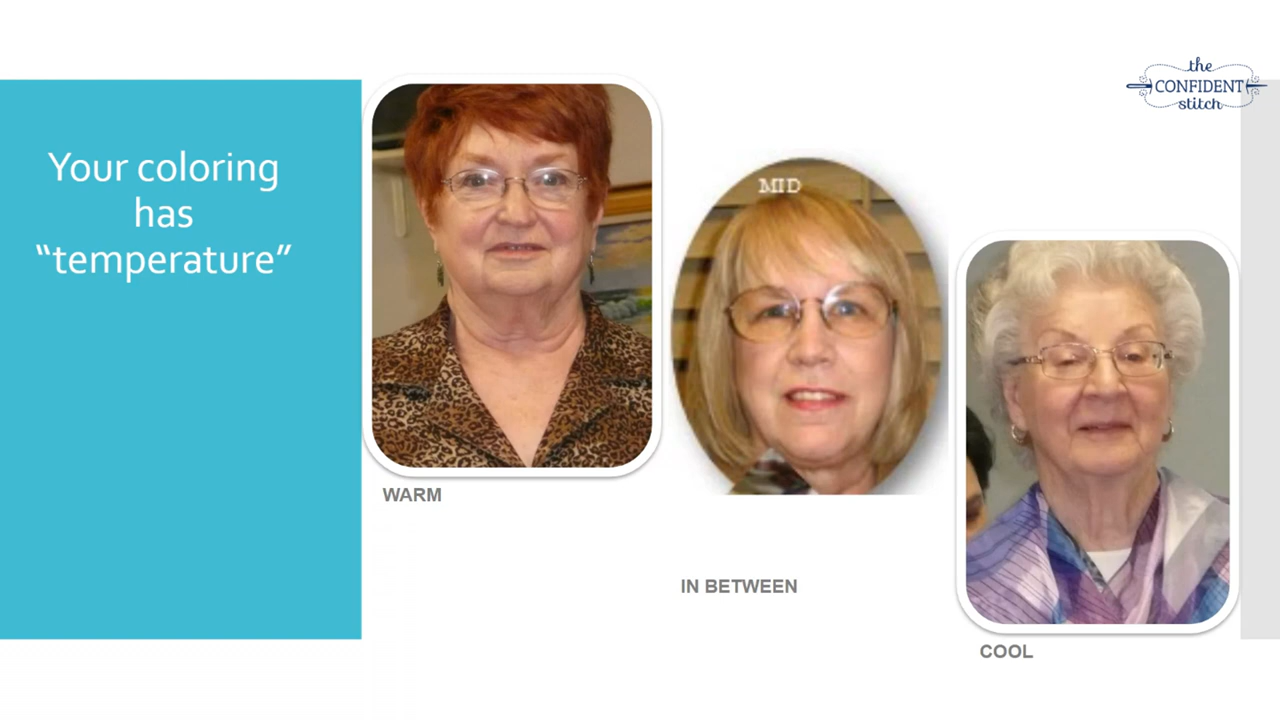 Your coloring
has
“temperature”
the
CONFIDENT
stitch
MID
WARM
IN BETWEEN
COOL